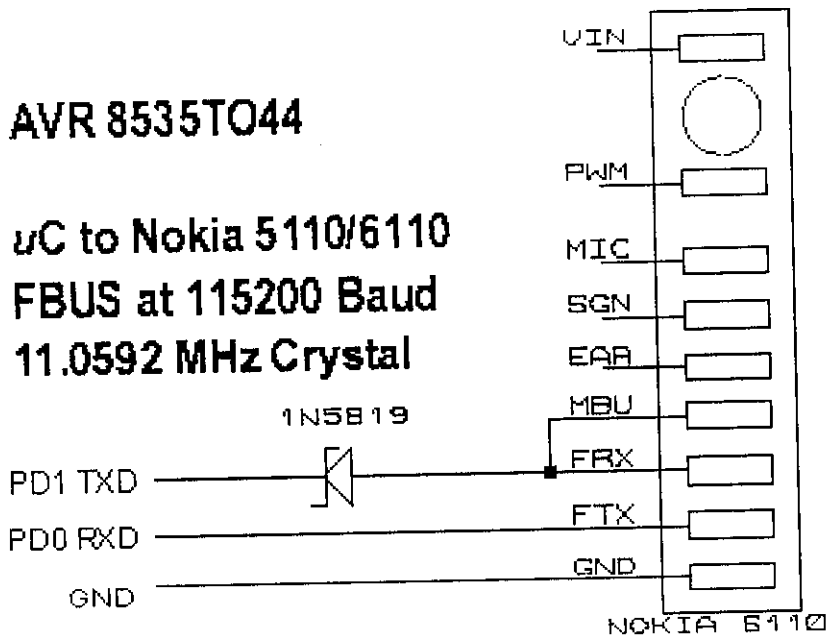 VIN
AVR 8535TO44
PWM
µC to Nokia 5110/6110
MIC
FBUS at 115200 Baud
SGN
11.0592 MHz Crystal
EAR
1N5819
MBU
PD1 TXD
FRX
PD0 RXD
FTX
GND
GND
NOKIA 6110